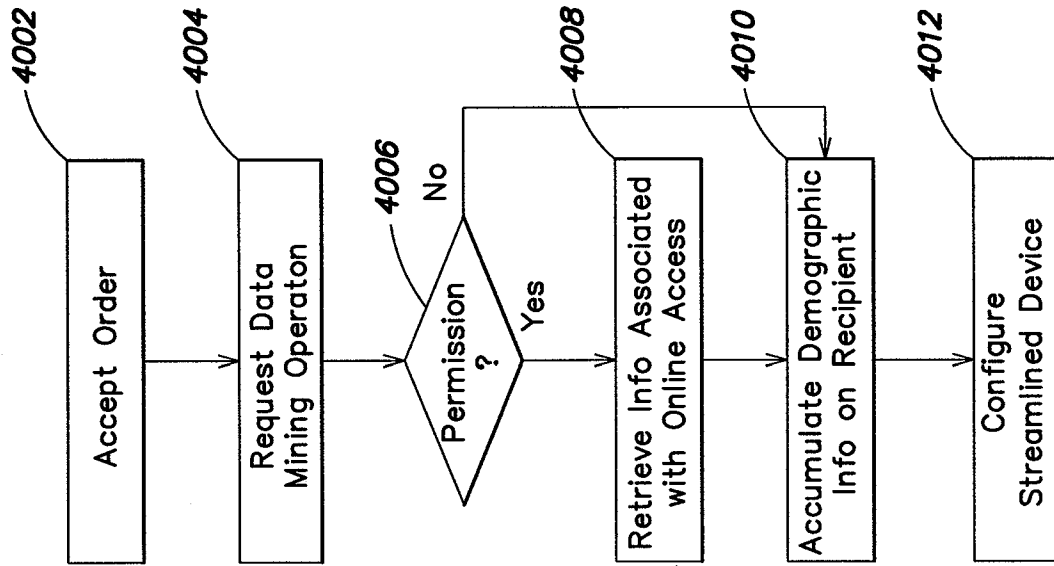 4002
Accept Order
4004
Request Data
Mining Operaton
4006
Permission
?
No
Yes
4008
Retrieve Info Associated
with Online Access
4010
Accumulate Demographic
Info on Recipient
4012
Configure
Streamlined Device